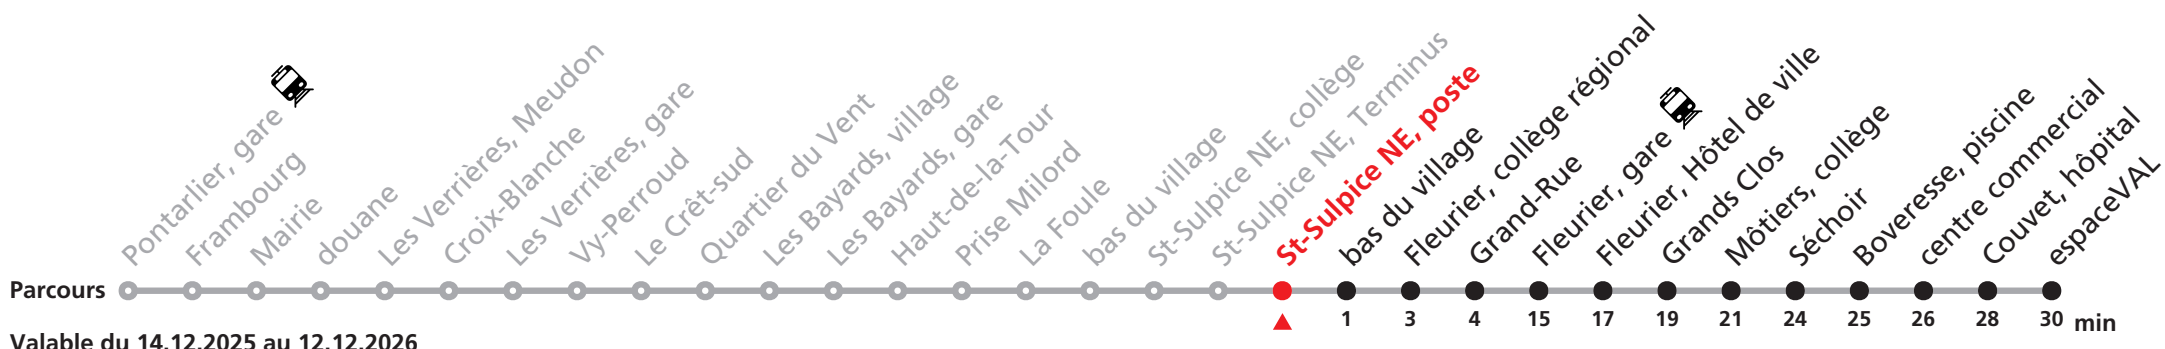 Pontarlier, gare
Frambourg
Mairie
douane
Les Verrières, Meudon
Croix-Blanche
Les Verrières, gare
Vy-Perroud
Le Crêt-sud
Quartier du Vent
Les Bayards, village
Les Bayards, gare
Haut-de-la-Tour
Prise Milord
La Foule
bas du village
St-Sulpice NE, collège
St-Sulpice NE, Terminus
St-Sulpice NE, poste
bas du village
Fleurier, collège régional
Grand-Rue
Fleurier, gare
Fleurier, Hôtel de ville
Grands Clos
Môtiers, collège
Séchoir
Boveresse, piscine
centre commercial
Couvet, hôpital
espaceVAL
Parcours
1 3 4 15 17 19 21 24 25 26 28 30 min
Valable du 14.12.2025 au 12.12.2026